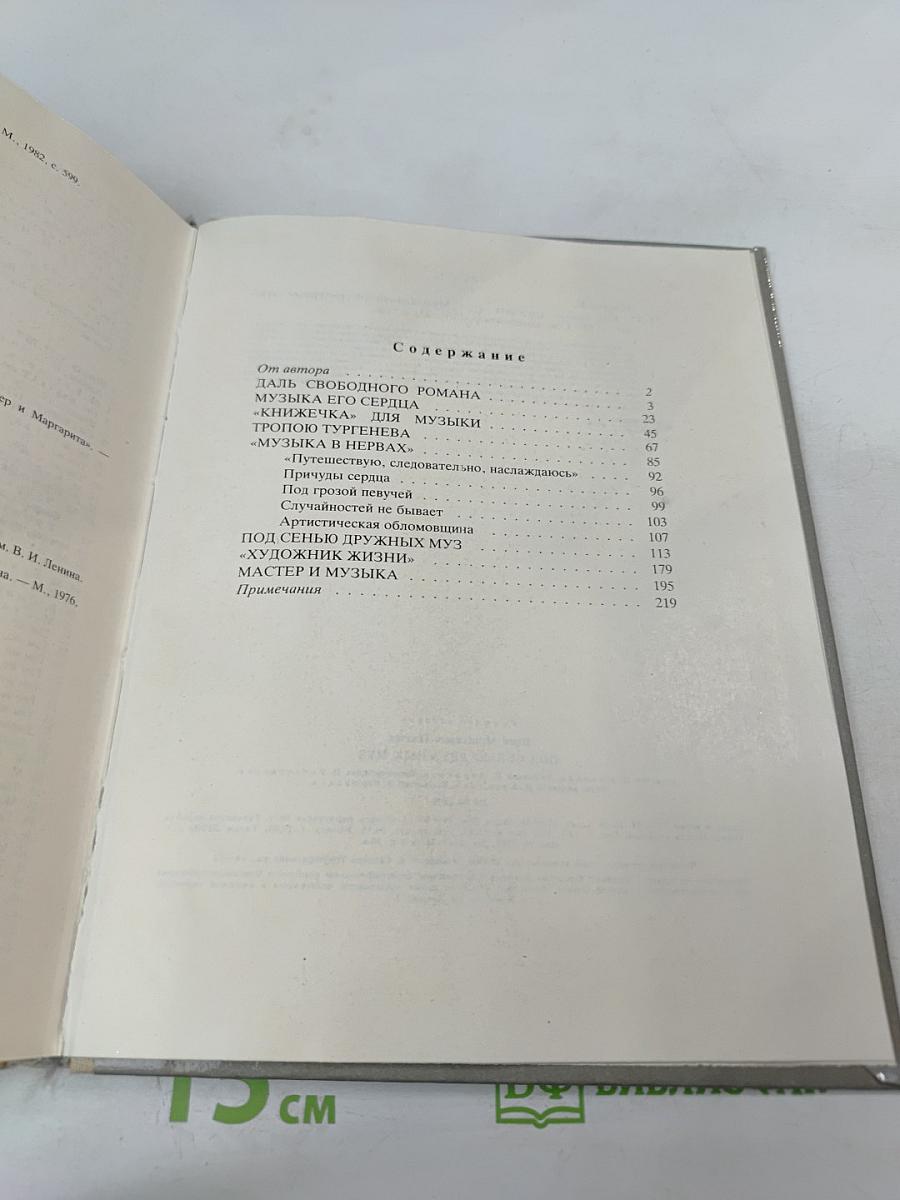 М., 1982, с. 599.
ер и Маргарита». —
м. В. И. Ленина.
на. — М., 1976.
Содержание
От автора . . . . . . . . . . . . . . . . . . . . 2
ДАЛЬ СВОБОДНОГО РОМАНА . . . . . . . . . . 3
МУЗЫКА ЕГО СЕРДЦА . . . . . . . . . . . . . 23
«КНИЖЕЧКА» ДЛЯ МУЗЫКИ . . . . . . . . . . 45
ТРОПОЮ ТУРГЕНЕВА . . . . . . . . . . . . . 67
«МУЗЫКА В НЕРВАХ» . . . . . . . . . . . . . 85
«Путешествую, следовательно, наслаждаюсь» . . . . 92
Причуды сердца . . . . . . . . . . . . . . . 96
Под грозой певучей . . . . . . . . . . . . . . 99
Случайностей не бывает . . . . . . . . . . . . 103
Артистическая обломовщина . . . . . . . . . . 107
ПОД СЕНЬЮ ДРУЖНЫХ МУЗ . . . . . . . . . . 113
«ХУДОЖНИК ЖИЗНИ» . . . . . . . . . . . . . 179
МАСТЕР И МУЗЫКА . . . . . . . . . . . . . . 195
Примечания . . . . . . . . . . . . . . . . . . 219
15 см